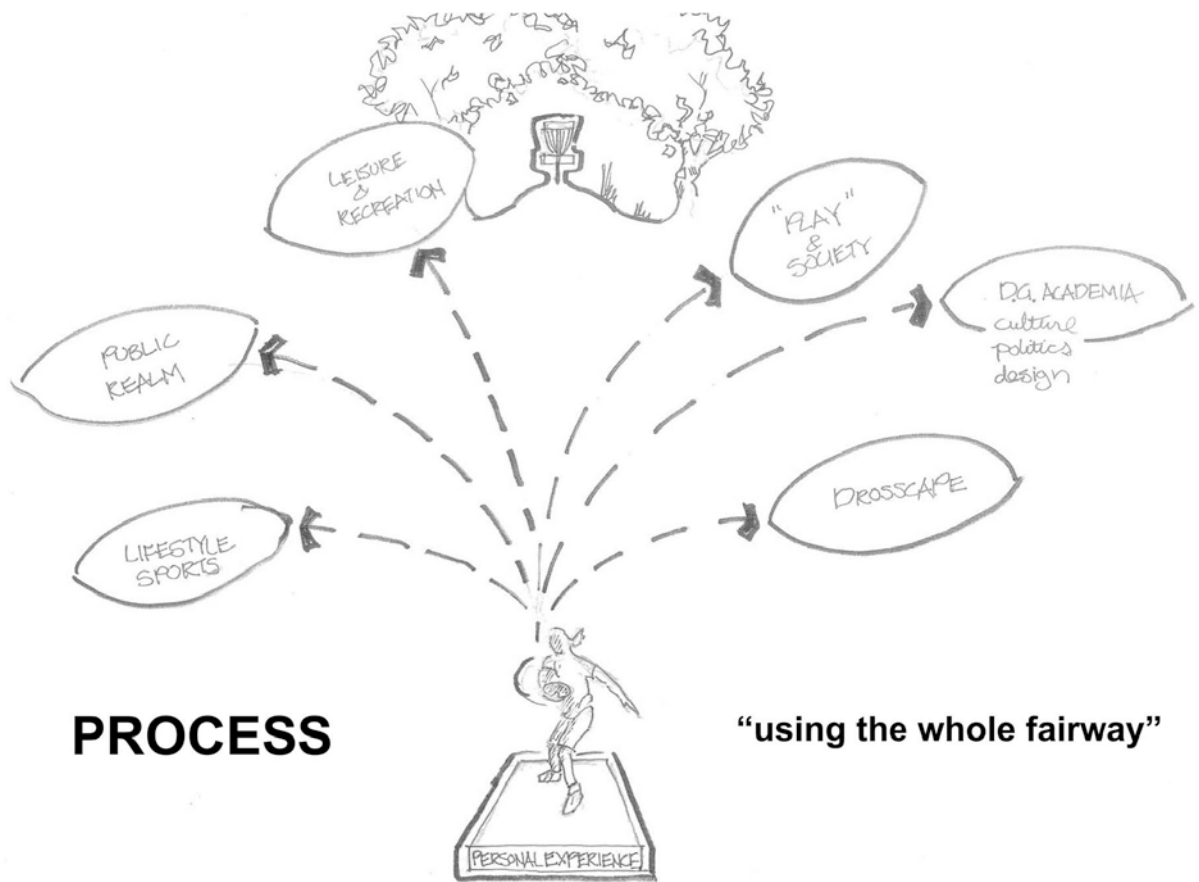 LEISURE
&
RECREATION
"PLAY"
&
SOCIETY
D.G. ACADEMIA
culture
politics
design
PUBLIC
REALM
DROSSCAPE
LIFESTYLE
SPORTS
PROCESS
“using the whole fairway”
PERSONAL EXPERIENCE